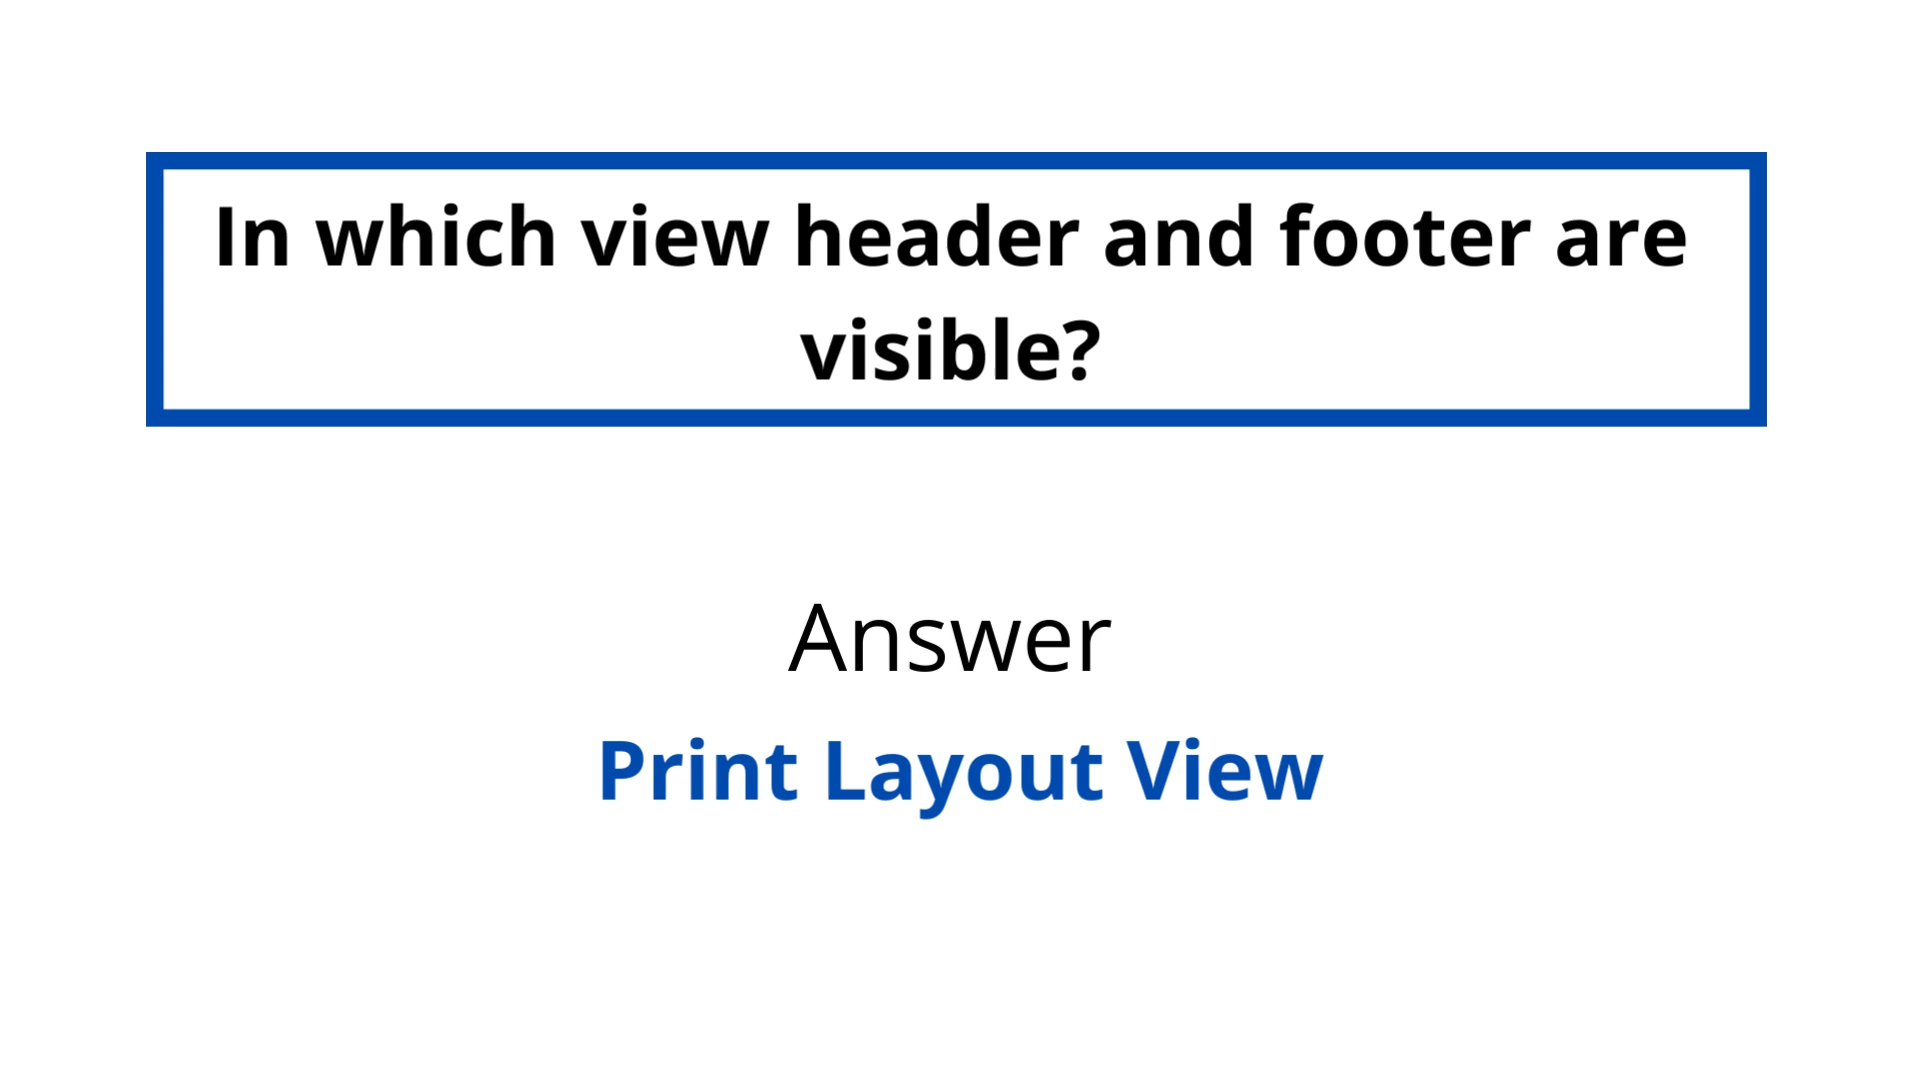 In which view header and footer are
visible?
Answer
Print Layout View